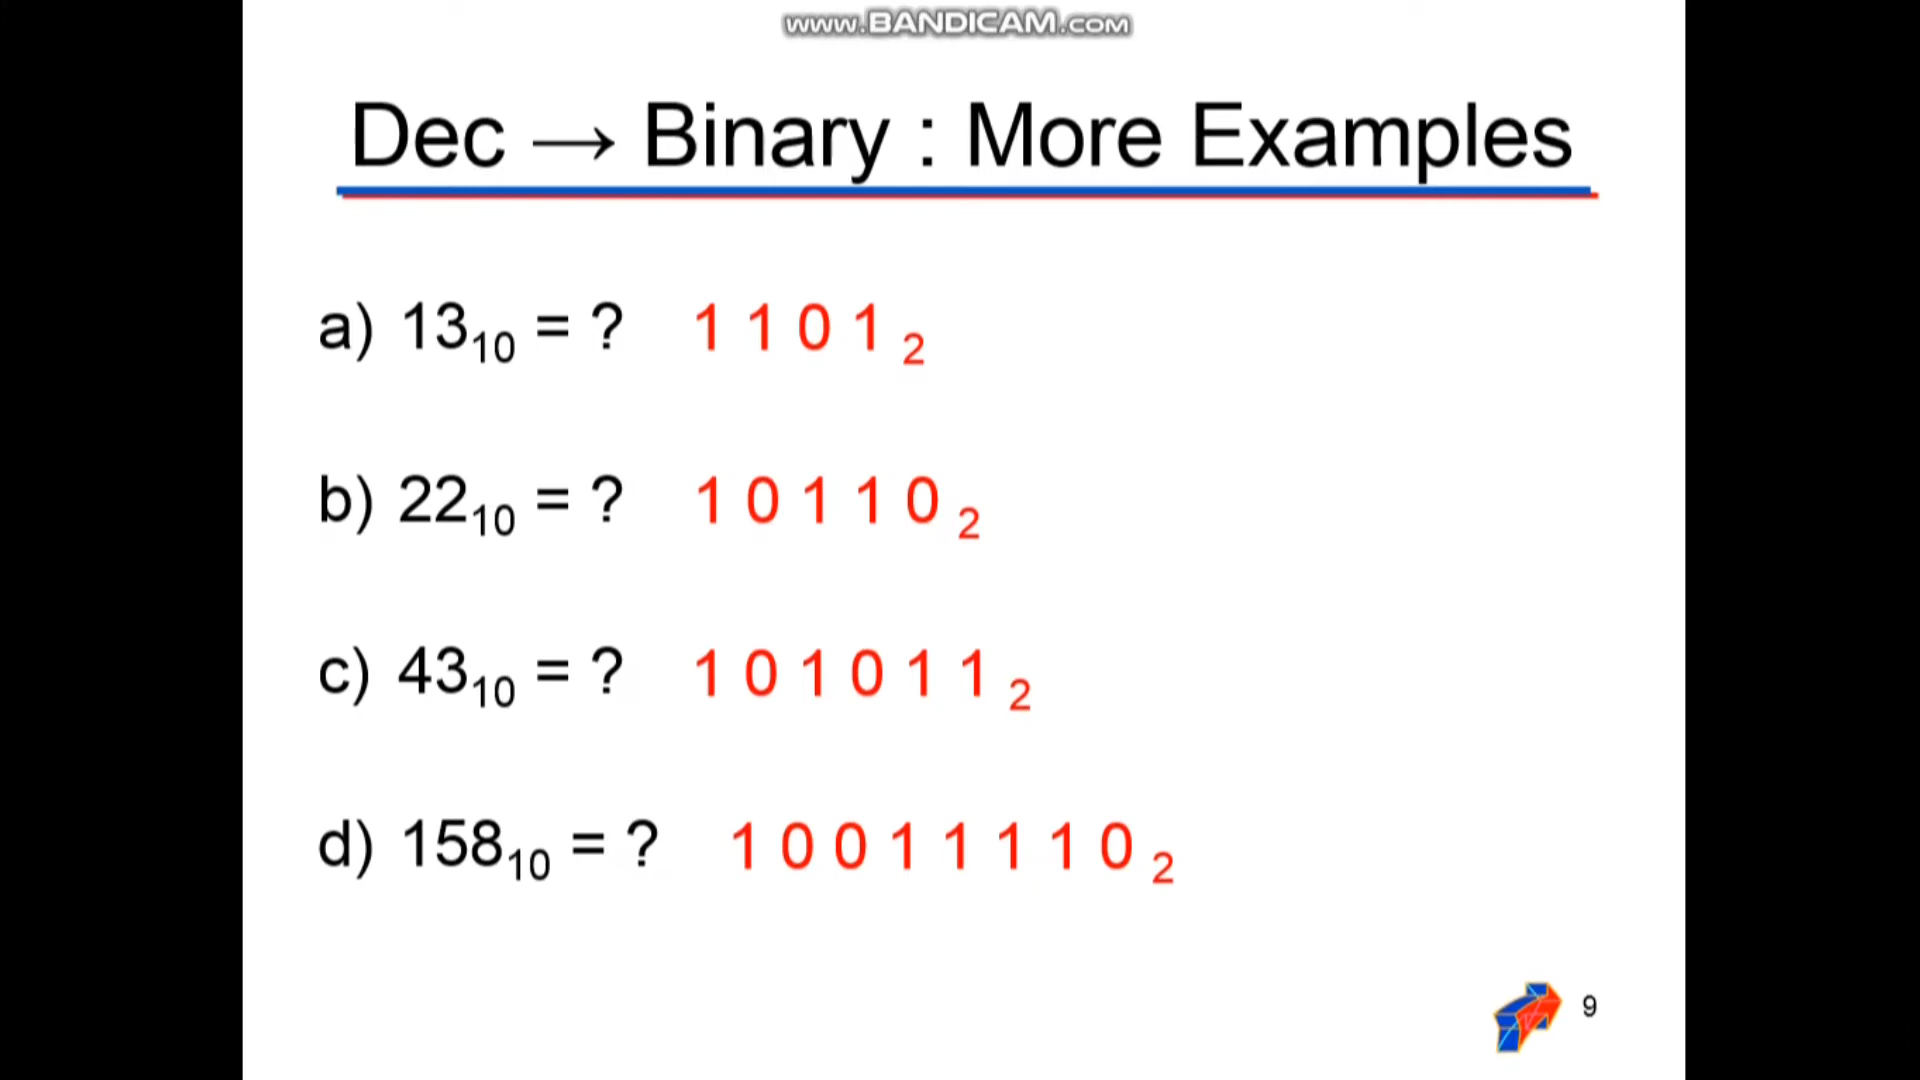 www.BANDICAM.com
Dec → Binary : More Examples
a) 13₁₀ = ? 1 1 0 1 ₂
b) 22₁₀ = ? 1 0 1 1 0 ₂
c) 43₁₀ = ? 1 0 1 0 1 1 ₂
d) 158₁₀ = ? 1 0 0 1 1 1 1 0 ₂
9